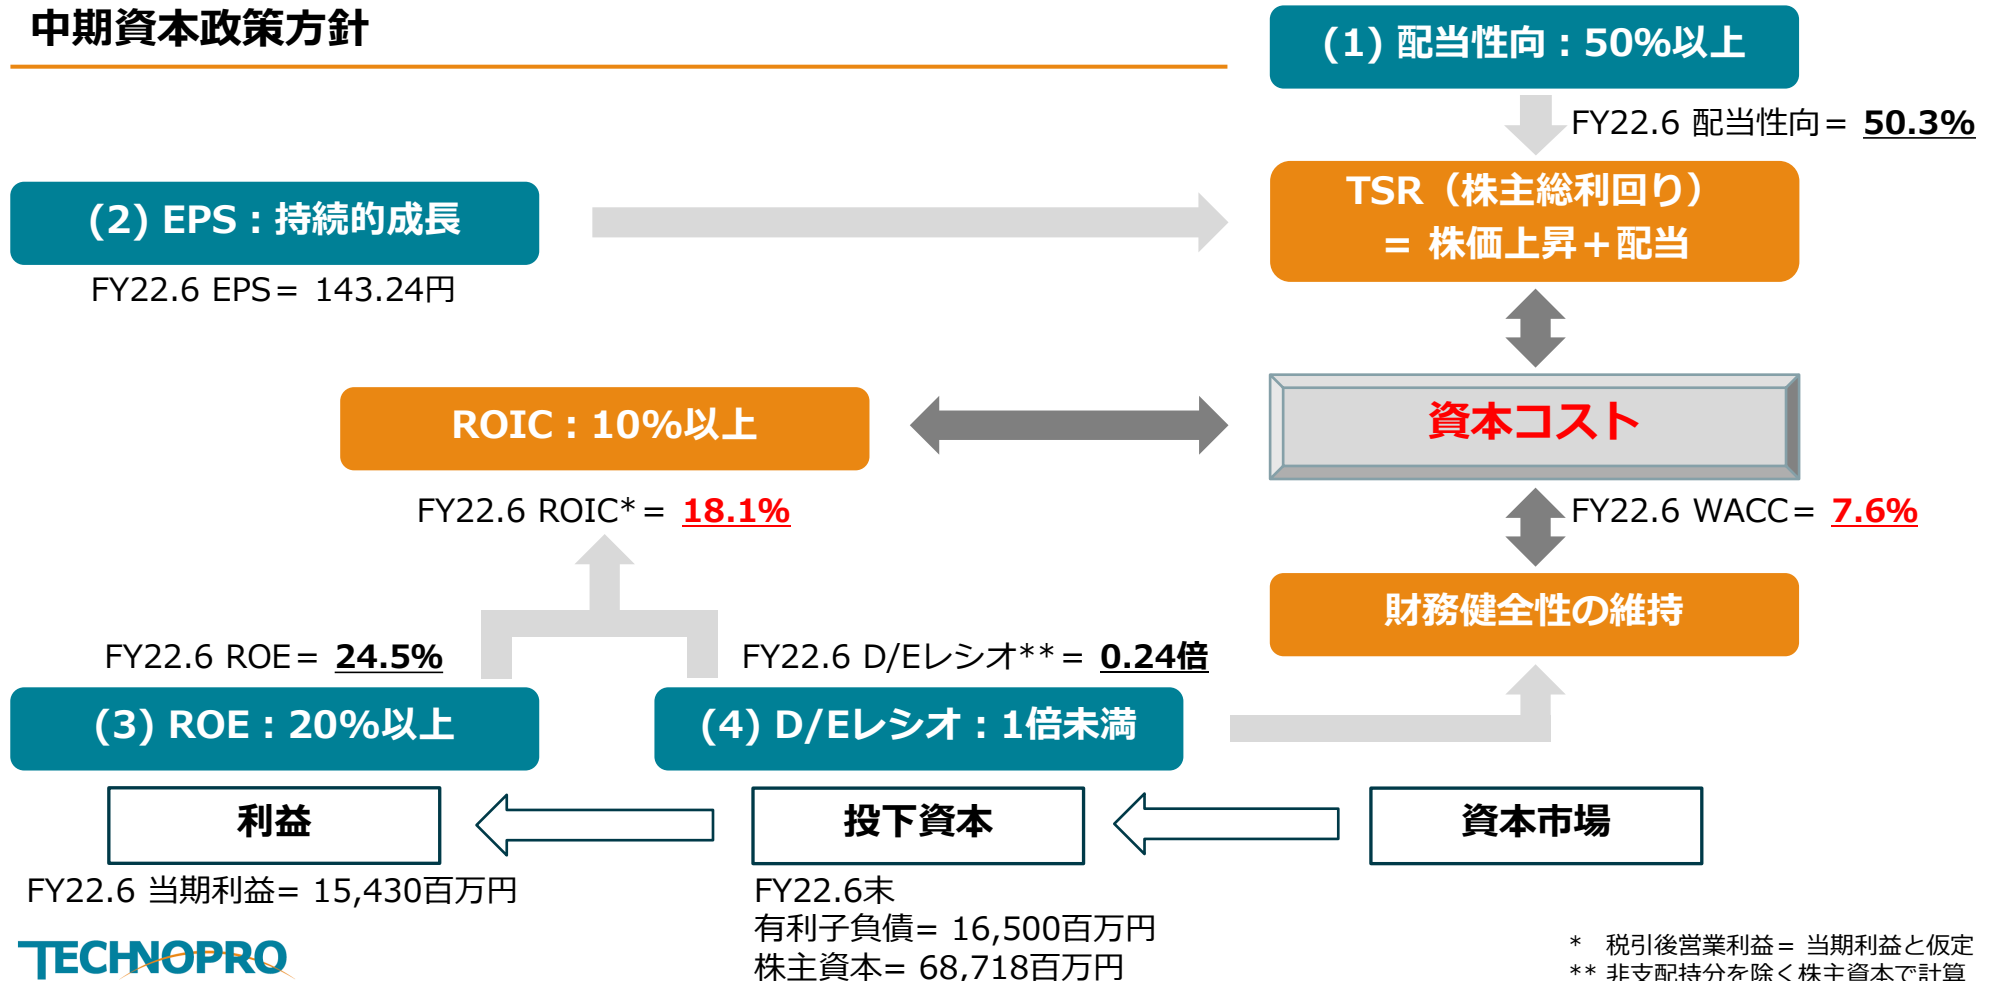 中期資本政策方針
(1) 配当性向：50%以上
FY22.6 配当性向＝ 50.3%
(2) EPS：持続的成長
FY22.6 EPS＝ 143.24円
TSR（株主総利回り）
＝ 株価上昇＋配当
ROIC：10%以上
FY22.6 ROIC*＝ 18.1%
資本コスト
FY22.6 WACC＝ 7.6%
財務健全性の維持
FY22.6 ROE＝ 24.5%
FY22.6 D/Eレシオ**＝ 0.24倍
(3) ROE：20%以上
(4) D/Eレシオ：1倍未満
利益
投下資本
資本市場
FY22.6 当期利益= 15,430百万円
FY22.6末
有利子負債= 16,500百万円
株主資本= 68,718百万円
TECHNOPRO
* 税引後営業利益＝ 当期利益と仮定
** 非支配持分を除く株主資本で計算